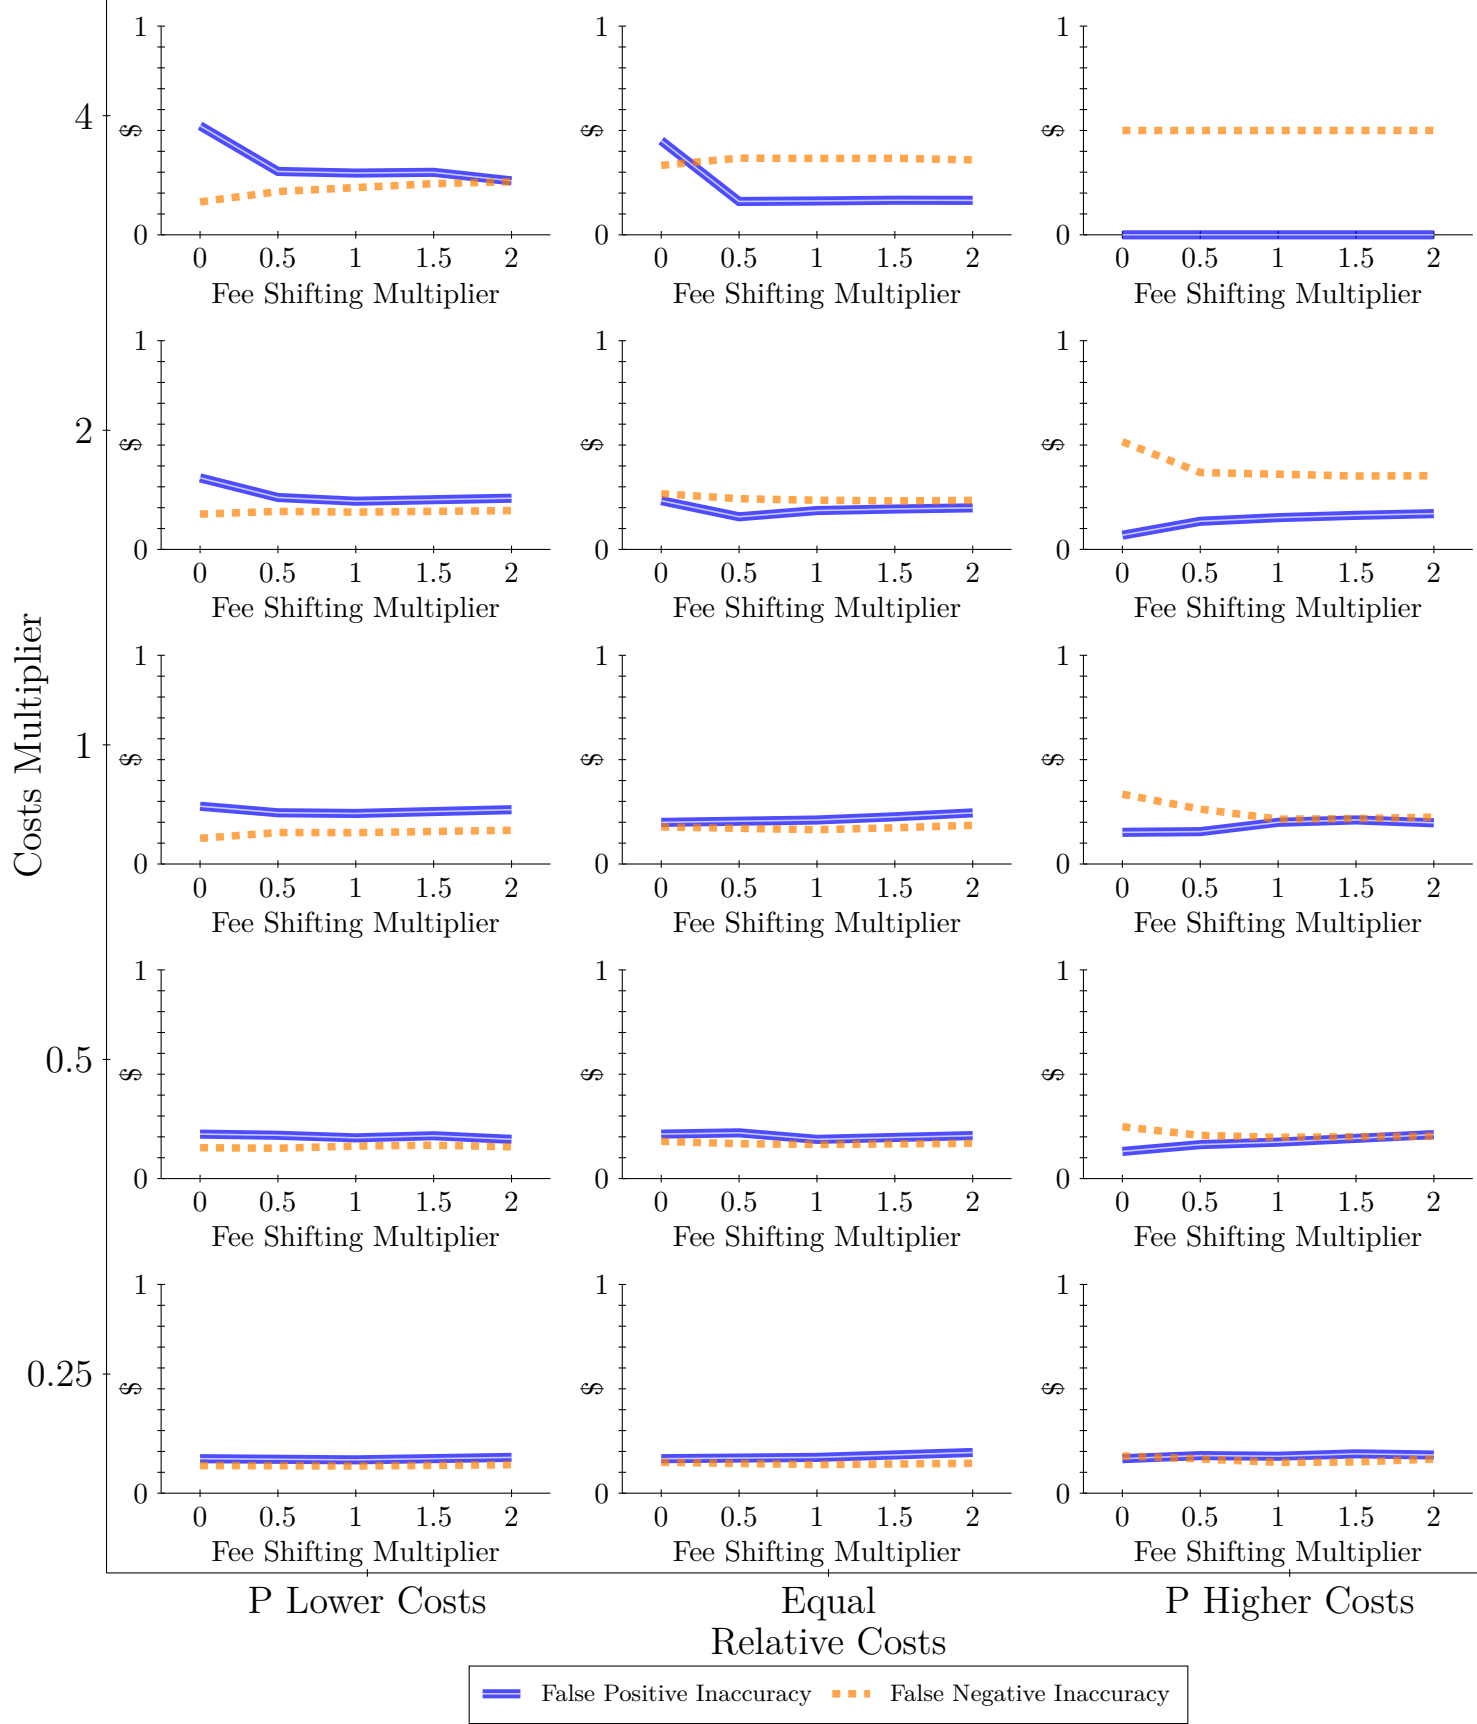 Costs Multiplier
4
1
$
0
0 0.5 1 1.5 2
Fee Shifting Multiplier
1
$
0
0 0.5 1 1.5 2
Fee Shifting Multiplier
1
$
0
0 0.5 1 1.5 2
Fee Shifting Multiplier
2
1
$
0
0 0.5 1 1.5 2
Fee Shifting Multiplier
1
$
0
0 0.5 1 1.5 2
Fee Shifting Multiplier
1
$
0
0 0.5 1 1.5 2
Fee Shifting Multiplier
1
1
$
0
0 0.5 1 1.5 2
Fee Shifting Multiplier
1
$
0
0 0.5 1 1.5 2
Fee Shifting Multiplier
1
$
0
0 0.5 1 1.5 2
Fee Shifting Multiplier
0.5
1
$
0
0 0.5 1 1.5 2
Fee Shifting Multiplier
1
$
0
0 0.5 1 1.5 2
Fee Shifting Multiplier
1
$
0
0 0.5 1 1.5 2
Fee Shifting Multiplier
0.25
1
$
0
0 0.5 1 1.5 2
Fee Shifting Multiplier
1
$
0
0 0.5 1 1.5 2
Fee Shifting Multiplier
1
$
0
0 0.5 1 1.5 2
Fee Shifting Multiplier
P Lower Costs
Equal
P Higher Costs
Relative Costs
False Positive Inaccuracy
False Negative Inaccuracy